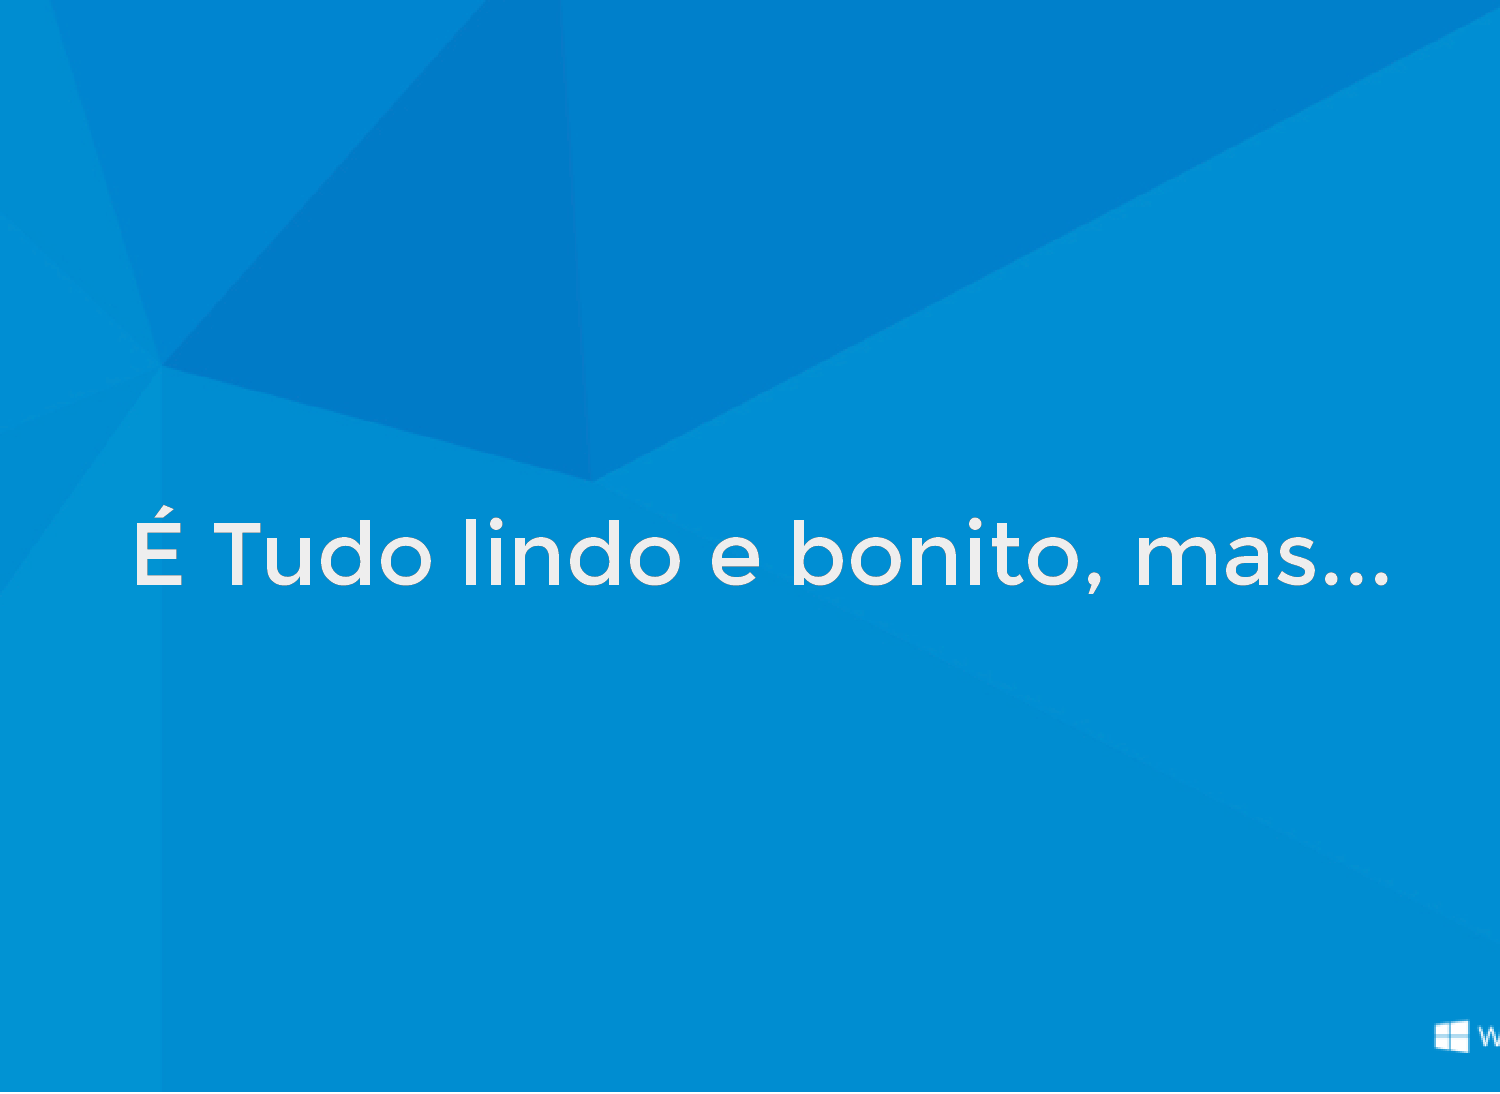 É Tudo lindo e bonito, mas...